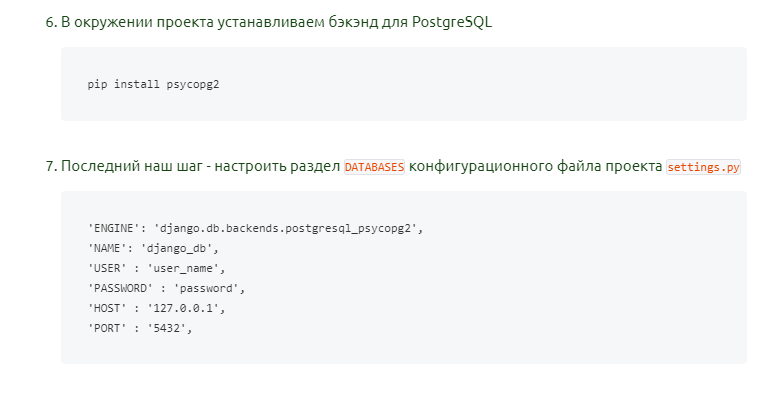 6. В окружении проекта устанавливаем бэкэнд для PostgreSQL
pip install psycopg2
7. Последний наш шаг - настроить раздел DATABASES конфигурационного файла проекта settings.py
'ENGINE': 'django.db.backends.postgresql_psycopg2',
'NAME': 'django_db',
'USER' : 'user_name',
'PASSWORD' : 'password',
'HOST' : '127.0.0.1',
'PORT' : '5432',